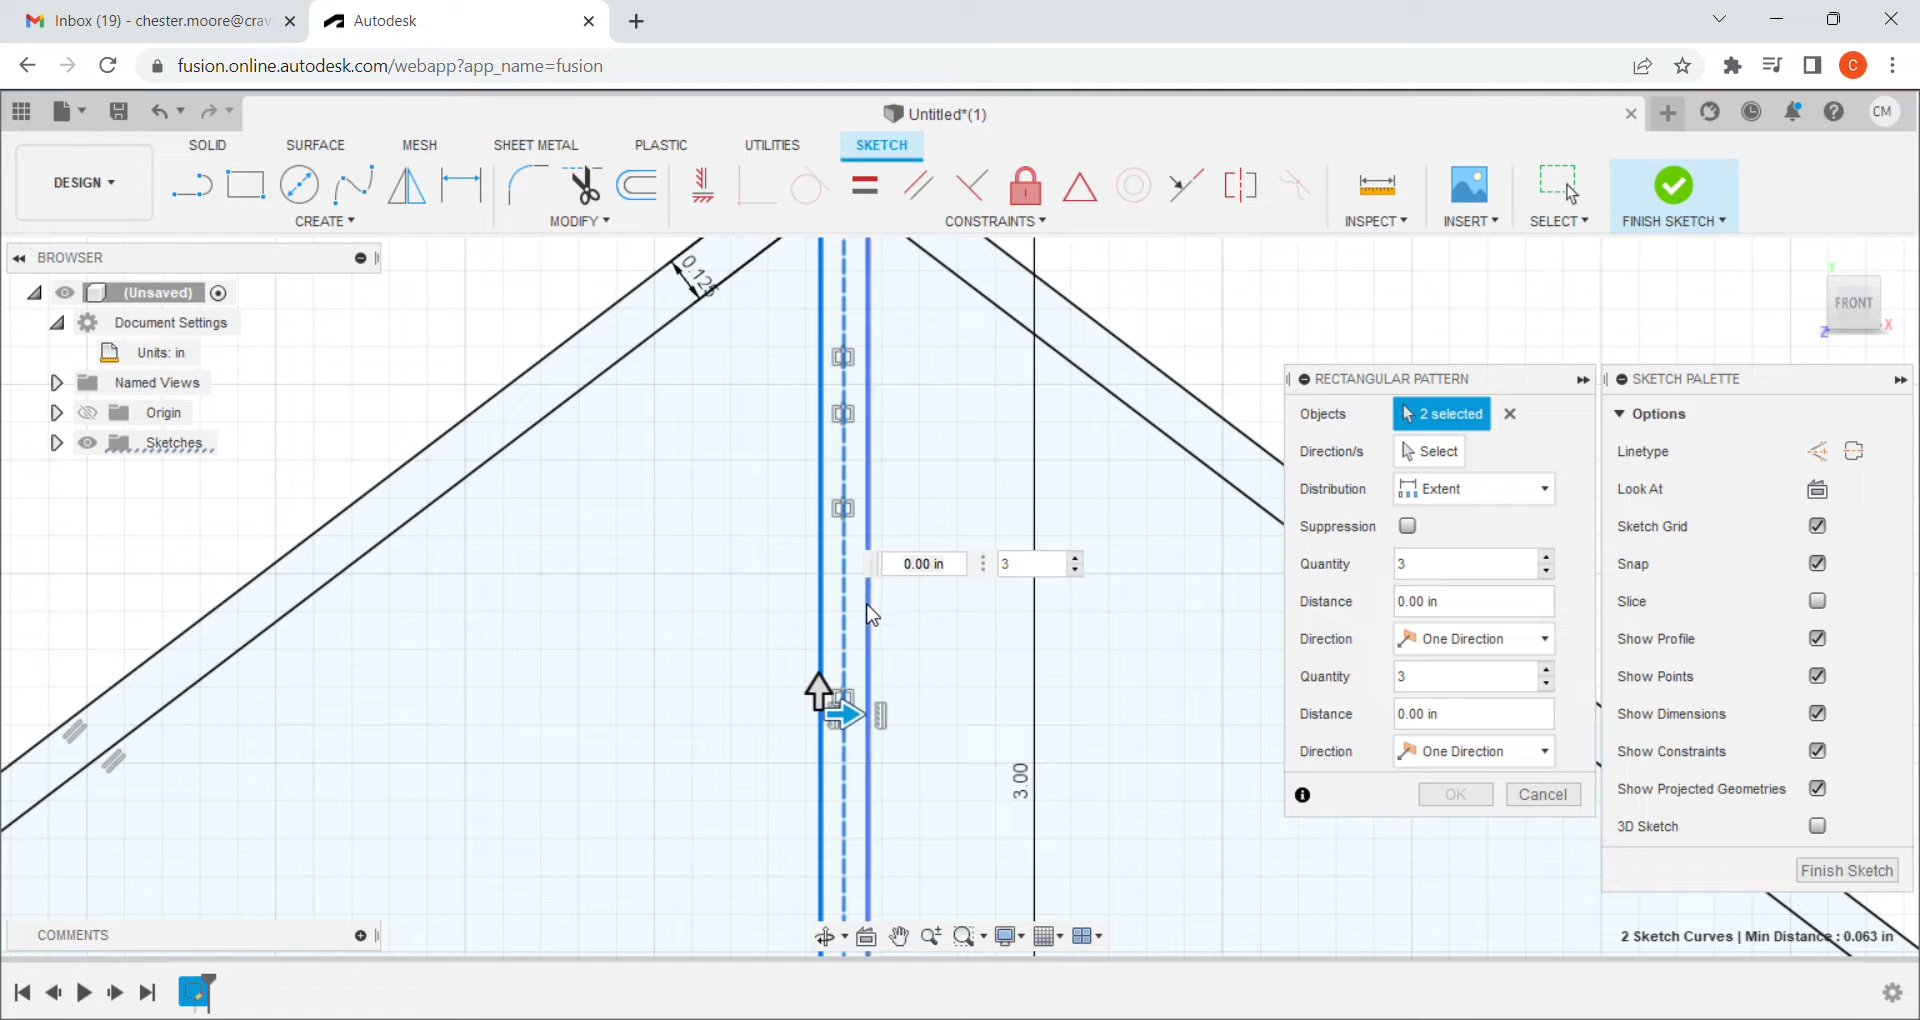 Inbox (19) - chester.moore@craw
Autodesk
fusion.online.autodesk.com/webapp?app_name=fusion
C
Untitled*(1)
CM
DESIGN
SOLID
SURFACE
MESH
SHEET METAL
PLASTIC
UTILITIES
SKETCH
CREATE
MODIFY
CONSTRAINTS
INSPECT
INSERT
SELECT
FINISH SKETCH
BROWSER
(Unsaved)
Document Settings
Units: in
Named Views
Origin
Sketches
0.125
Y
FRONT
X
Z
0.00 in
3
3.00
RECTANGULAR PATTERN
Objects
2 selected
Direction/s
Select
Distribution
Extent
Suppression
Quantity
3
Distance
0.00 in
Direction
One Direction
Quantity
3
Distance
0.00 in
Direction
One Direction
OK
Cancel
SKETCH PALETTE
Options
Linetype
Look At
Sketch Grid
Snap
Slice
Show Profile
Show Points
Show Dimensions
Show Constraints
Show Projected Geometries
3D Sketch
Finish Sketch
COMMENTS
2 Sketch Curves | Min Distance : 0.063 in